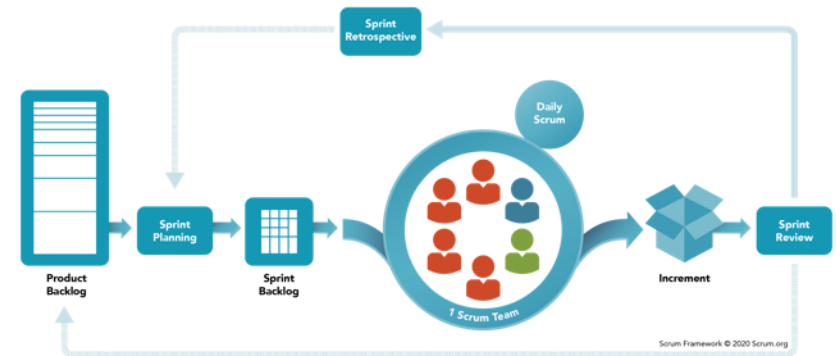 Sprint
Retrospective
Daily
Scrum
Sprint
Planning
Sprint
Review
Product
Backlog
Sprint
Backlog
1 Scrum Team
Increment
Scrum Framework © 2020 Scrum.org